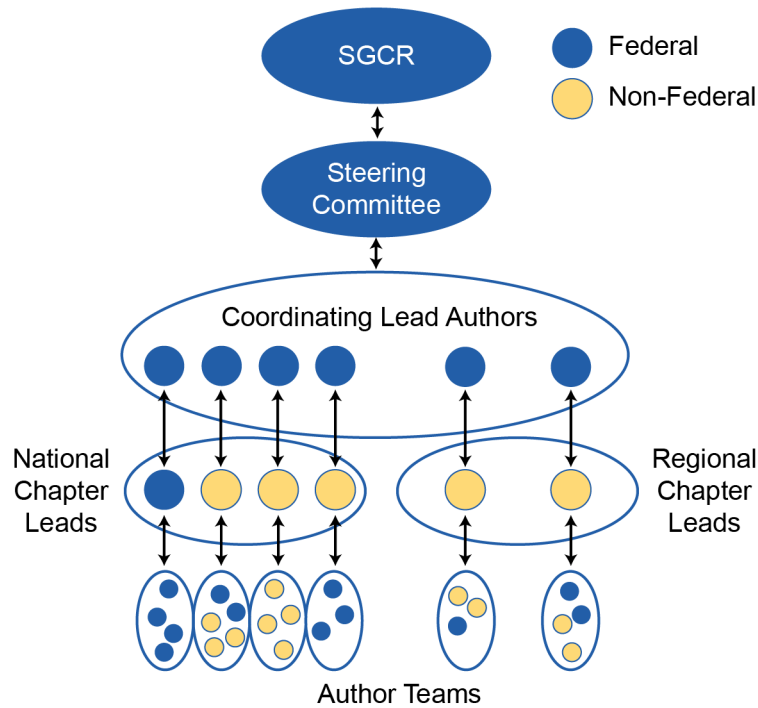 SGCR
Federal
Non-Federal
Steering
Committee
Coordinating Lead Authors
National
Chapter
Leads
Regional
Chapter
Leads
Author Teams